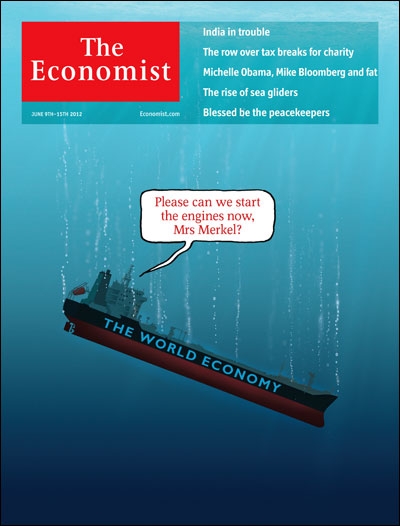 The
Economist
JUNE 9TH–15TH 2012
Economist.com
India in trouble
The row over tax breaks for charity
Michelle Obama, Mike Bloomberg and fat
The rise of sea gliders
Blessed be the peacekeepers
Please can we start
the engines now,
Mrs Merkel?
THE WORLD ECONOMY